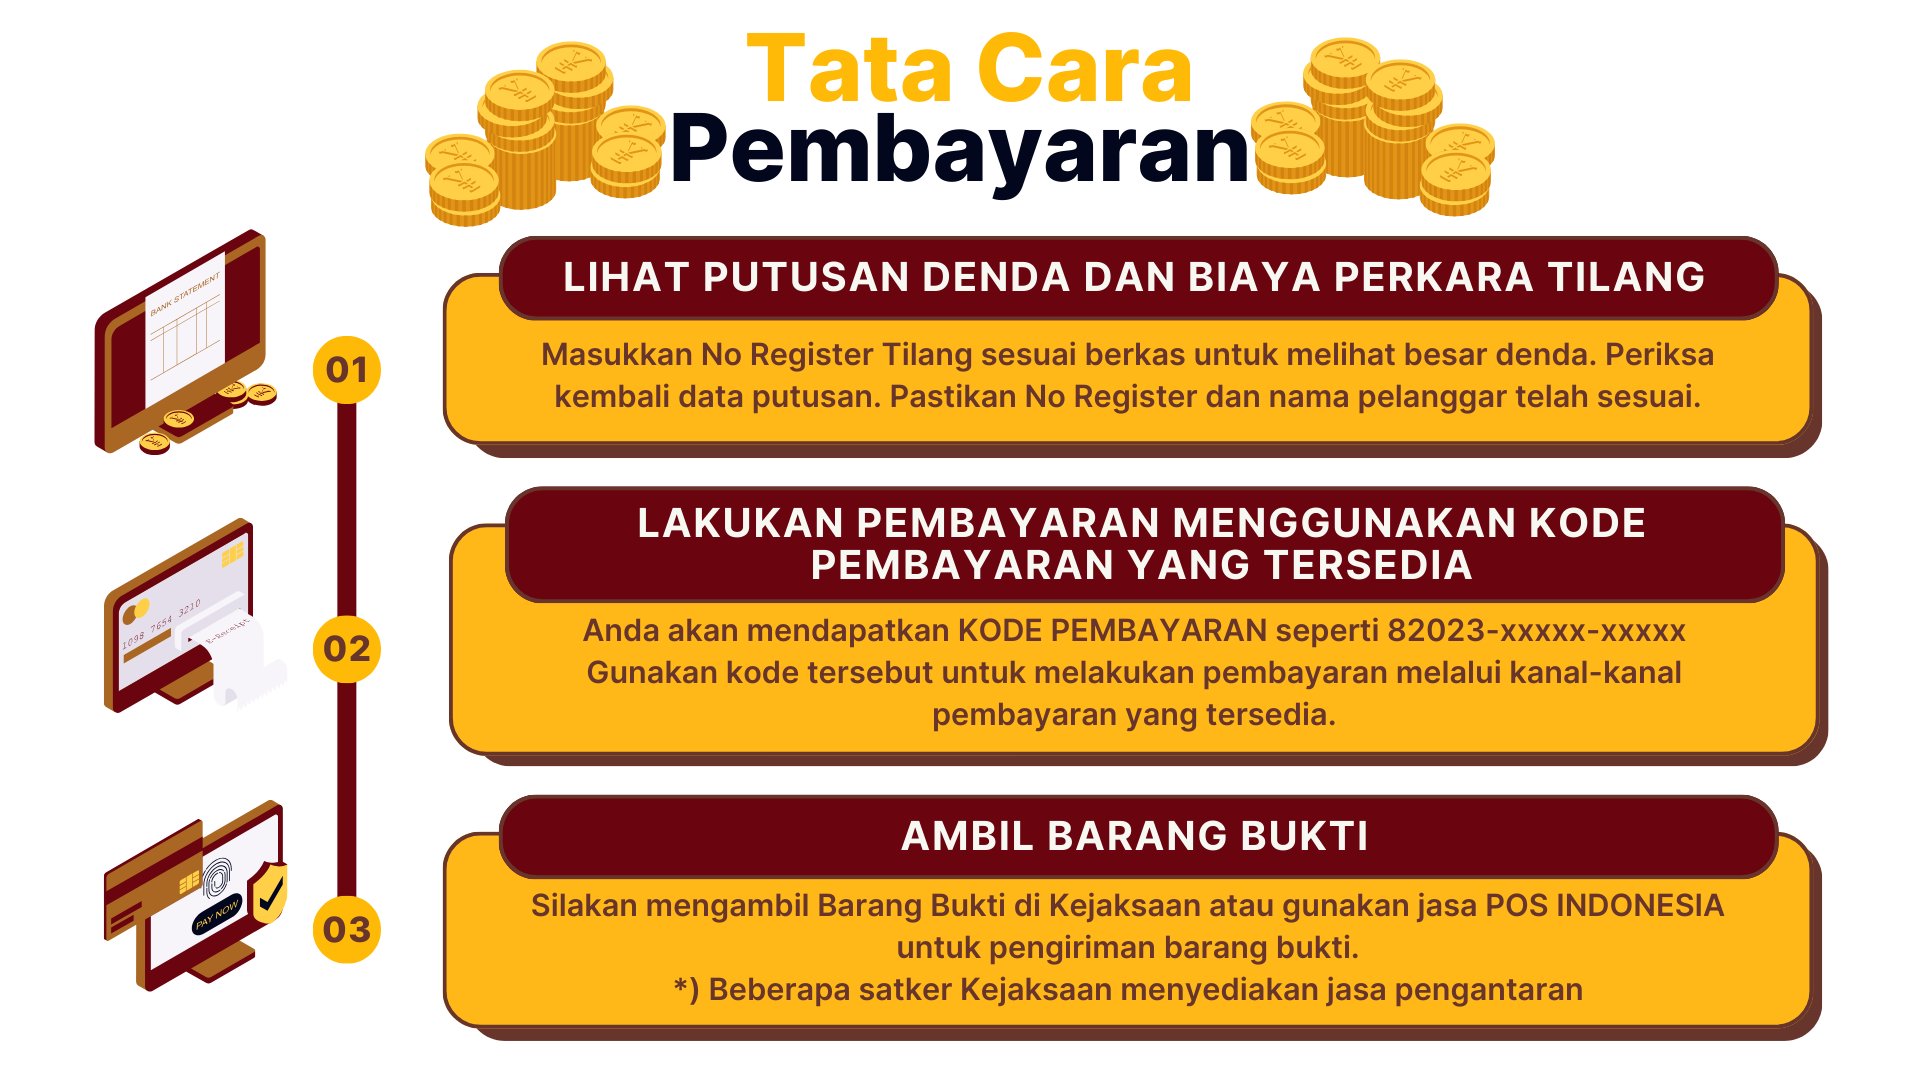 Tata Cara
Pembayaran
BANK STATEMENT
01
LIHAT PUTUSAN DENDA DAN BIAYA PERKARA TILANG
Masukkan No Register Tilang sesuai berkas untuk melihat besar denda. Periksa
kembali data putusan. Pastikan No Register dan nama pelanggar telah sesuai.
1098 7654 3210
E-Receipt
02
LAKUKAN PEMBAYARAN MENGGUNAKAN KODE
PEMBAYARAN YANG TERSEDIA
Anda akan mendapatkan KODE PEMBAYARAN seperti 82023-xxxxx-xxxxx
Gunakan kode tersebut untuk melakukan pembayaran melalui kanal-kanal
pembayaran yang tersedia.
PAY NOW
03
AMBIL BARANG BUKTI
Silakan mengambil Barang Bukti di Kejaksaan atau gunakan jasa POS INDONESIA
untuk pengiriman barang bukti.
*) Beberapa satker Kejaksaan menyediakan jasa pengantaran